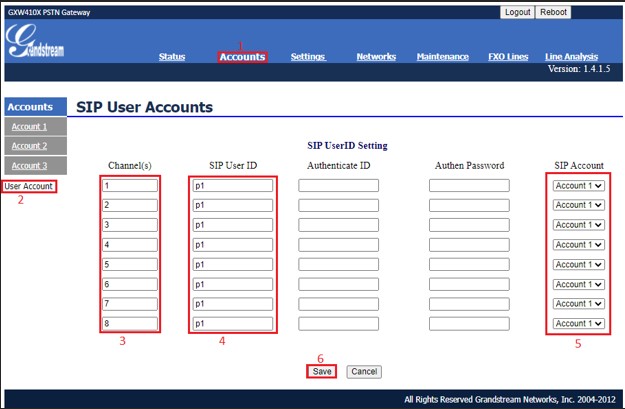 GXW410X PSTN Gateway
Logout Reboot
Grandstream
1
Status Accounts Settings Networks Maintenance FXO Lines Line Analysis
Version: 1.4.1.5
Accounts SIP User Accounts
Account 1
Account 2
Account 3
User Account
2
SIP UserID Setting
Channel(s) SIP User ID Authenticate ID Authen Password SIP Account
1 p1 Account 1
2 p1 Account 1
3 p1 Account 1
4 p1 Account 1
5 p1 Account 1
6 p1 Account 1
7 p1 Account 1
8 p1 Account 1
3 4 5
6
Save Cancel
All Rights Reserved Grandstream Networks, Inc. 2004-2012